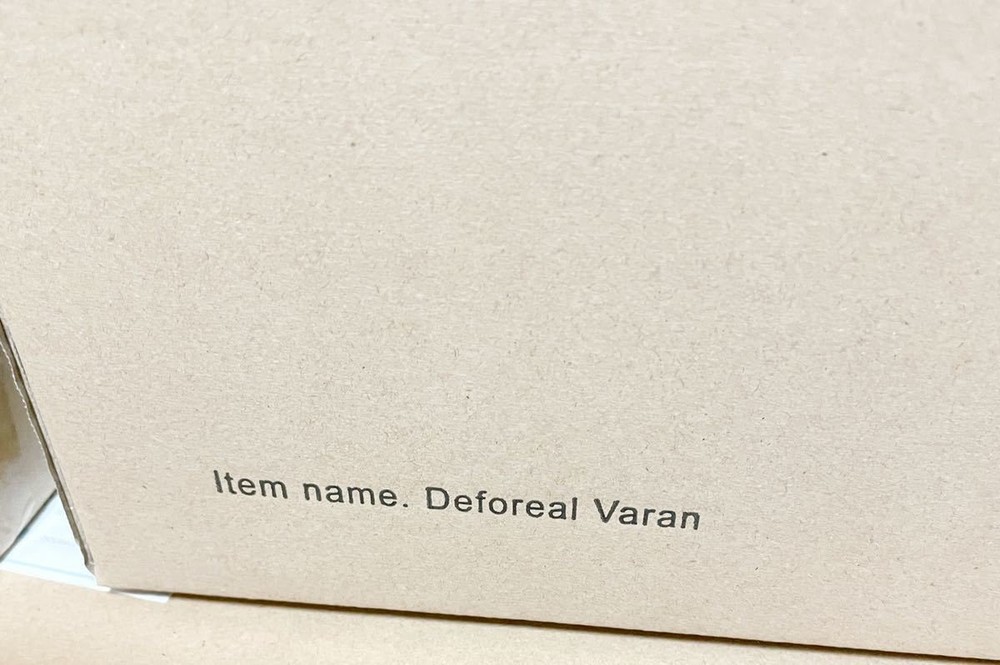 Item name. Deforeal Varan